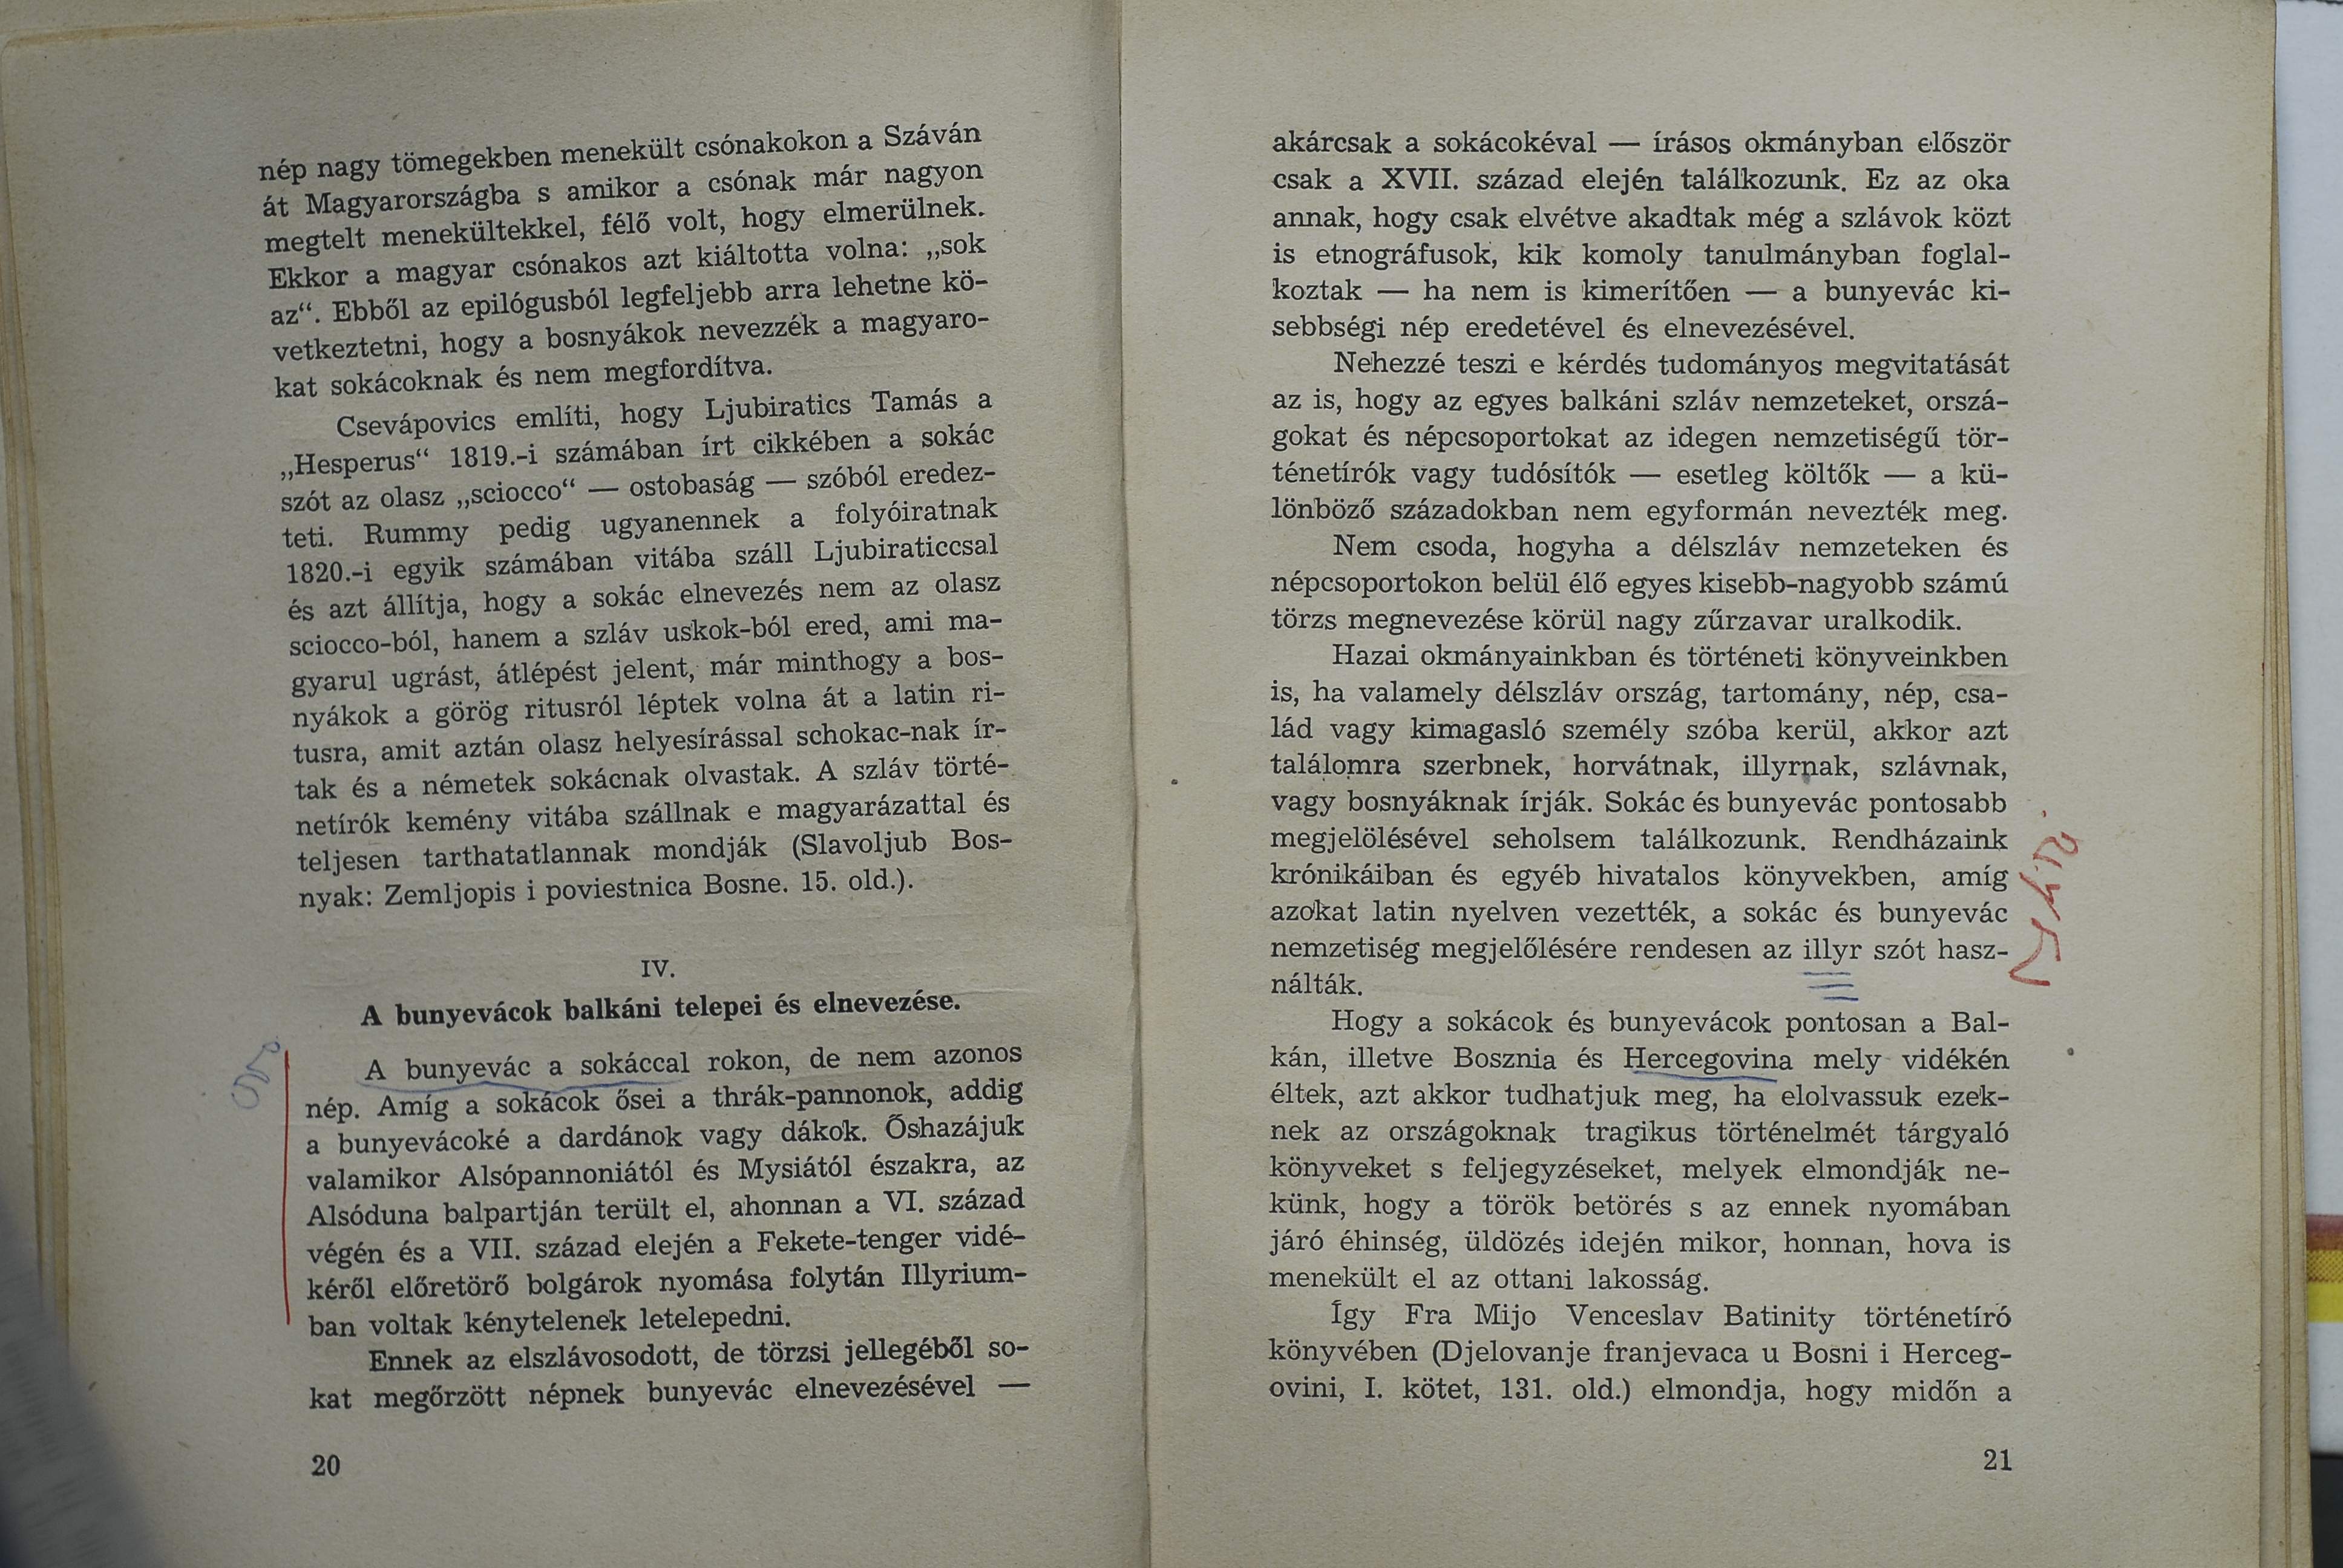 nép nagy tömegekben menekült csónakokon a Száván
át Magyarországba s amikor a csónak már nagyon
megtelt menekültekkel, félő volt, hogy elmerülnek.
Ekkor a magyar csónakos azt kiáltotta volna: „sok
az“. Ebből az epilógusból legfeljebb arra lehetne kö-
vetkeztetni, hogy a bosnyákok nevezzék a magyaro-
kat sokácoknak és nem megfordítva.
Csevápovics említi, hogy Ljubiratics Tamás a
„Hesperus“ 1819.-i számában írt cikkében a sokác
szót az olasz „sciocco“ — ostobaság — szóból eredez-
teti. Rummy pedig ugyanennek a folyóiratnak
1820.-i egyik számában vitába száll Ljubiraticcsal
és azt állítja, hogy a sokác elnevezés nem az olasz
sciocco-ból, hanem a szláv uskok-ból ered, ami ma-
gyarul ugrást, átlépést jelent, már minthogy a bos-
nyákok a görög ritusról léptek volna át a latin ri-
tusra, amit aztán olasz helyesírással schokac-nak ír-
tak és a németek sokácnak olvastak. A szláv törté-
netírók kemény vitába szállnak e magyarázattal és
teljesen tarthatatlannak mondják (Slavoljub Bos-
nyak: Zemljopis i poviestnica Bosne. 15. old.).
IV.
A bunyevácok balkáni telepei és elnevezése.
A bunyevác a sokáccal rokon, de nem azonos
nép. Amíg a sokácok ősei a thrák-pannonok, addig
a bunyevácoké a dardánok vagy dákok. Őshazájuk
valamikor Alsópannoniától és Mysiától északra, az
Alsóduna balpartján terült el, ahonnan a VI. század
végén és a VII. század elején a Fekete-tenger vidé-
kéről előretörő bolgárok nyomása folytán Illyrium-
ban voltak kénytelenek letelepedni.
Ennek az elszlávosodott, de törzsi jellegéből so-
kat megőrzött népnek bunyevác elnevezésével —
20
akárcsak a sokácokéval — írásos okmányban először
csak a XVII. század elején találkozunk. Ez az oka
annak, hogy csak elvétve akadtak még a szlávok közt
is etnográfusok, kik komoly tanulmányban foglal-
koztak — ha nem is kimerítően — a bunyevác ki-
sebbségi nép eredetével és elnevezésével.
Nehezzé teszi e kérdés tudományos megvitatását
az is, hogy az egyes balkáni szláv nemzeteket, orszá-
gokat és népcsoportokat az idegen nemzetiségű tör-
ténetírók vagy tudósítók — esetleg költők — a kü-
lönböző századokban nem egyformán nevezték meg.
Nem csoda, hogyha a délszláv nemzeteken és
népcsoportokon belül élő egyes kisebb-nagyobb számú
törzs megnevezése körül nagy zűrzavar uralkodik.
Hazai okmányainkban és történeti könyveinkben
is, ha valamely délszláv ország, tartomány, nép, csa-
lád vagy kimagasló személy szóba kerül, akkor azt
találomra szerbnek, horvátnak, illyrnak, szlávnak,
vagy bosnyáknak írják. Sokác és bunyevác pontosabb
megjelölésével seholsem találkozunk. Rendházaink
krónikáiban és egyéb hivatalos könyvekben, amíg
azokat latin nyelven vezették, a sokác és bunyevác
nemzetiség megjelőlésére rendesen az illyr szót hasz-
nálták.
Hogy a sokácok és bunyevácok pontosan a Bal-
kán, illetve Bosznia és Hercegovina mely vidékén
éltek, azt akkor tudhatjuk meg, ha elolvassuk ezek-
nek az országoknak tragikus történelmét tárgyaló
könyveket s feljegyzéseket, melyek elmondják ne-
künk, hogy a török betörés s az ennek nyomában
járó éhinség, üldözés idején mikor, honnan, hova is
menekült el az ottani lakosság.
Így Fra Mijo Venceslav Batinity történetíró
könyvében (Djelovanje franjevaca u Bosni i Herceg-
ovini, I. kötet, 131. old.) elmondja, hogy midőn a
21